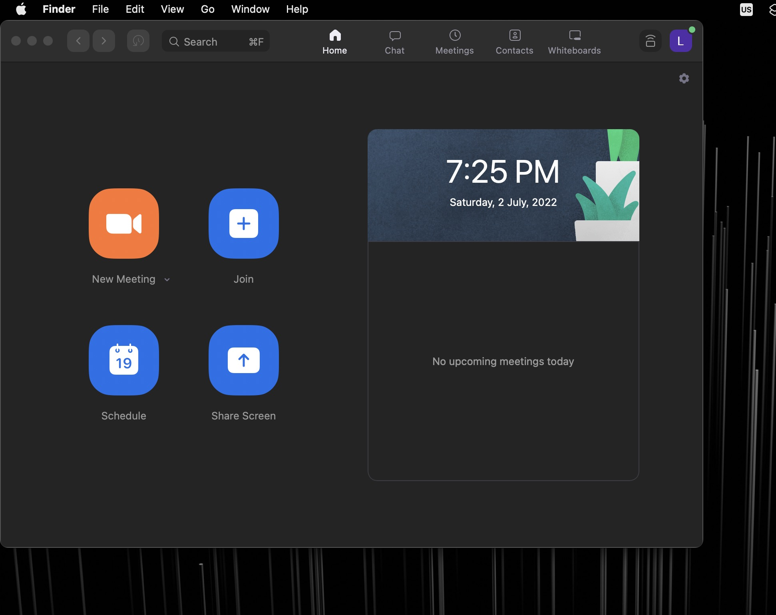 Finder File Edit View Go Window Help US
Search ⌘F
Home Chat Meetings Contacts Whiteboards
L
7:25 PM
Saturday, 2 July, 2022
New Meeting Join
19
Schedule Share Screen
No upcoming meetings today